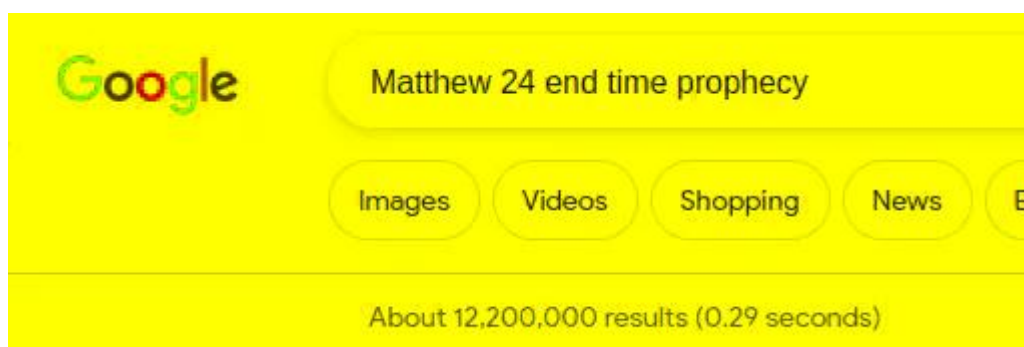 Google
Matthew 24 end time prophecy
Images Videos Shopping News
About 12,200,000 results (0.29 seconds)